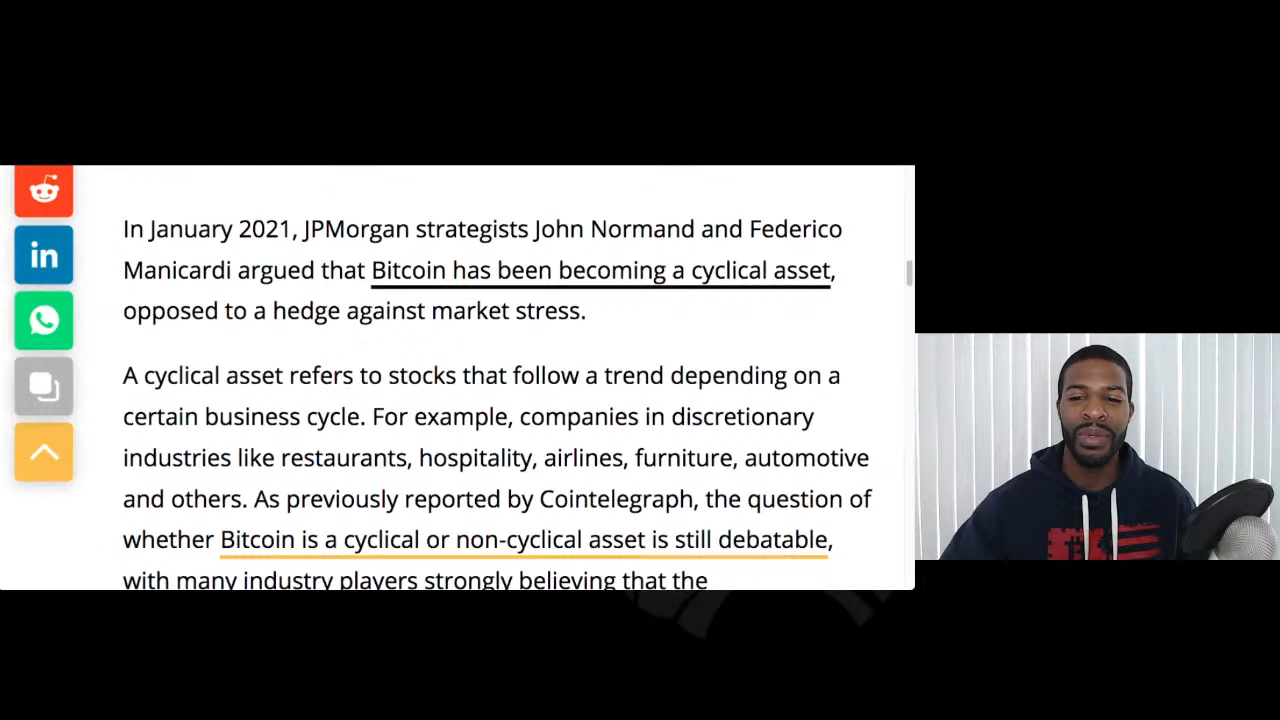 In January 2021, JPMorgan strategists John Normand and Federico
Manicardi argued that Bitcoin has been becoming a cyclical asset,
opposed to a hedge against market stress.
A cyclical asset refers to stocks that follow a trend depending on a
certain business cycle. For example, companies in discretionary
industries like restaurants, hospitality, airlines, furniture, automotive
and others. As previously reported by Cointelegraph, the question of
whether Bitcoin is a cyclical or non-cyclical asset is still debatable,
with many industry players strongly believing that the
in